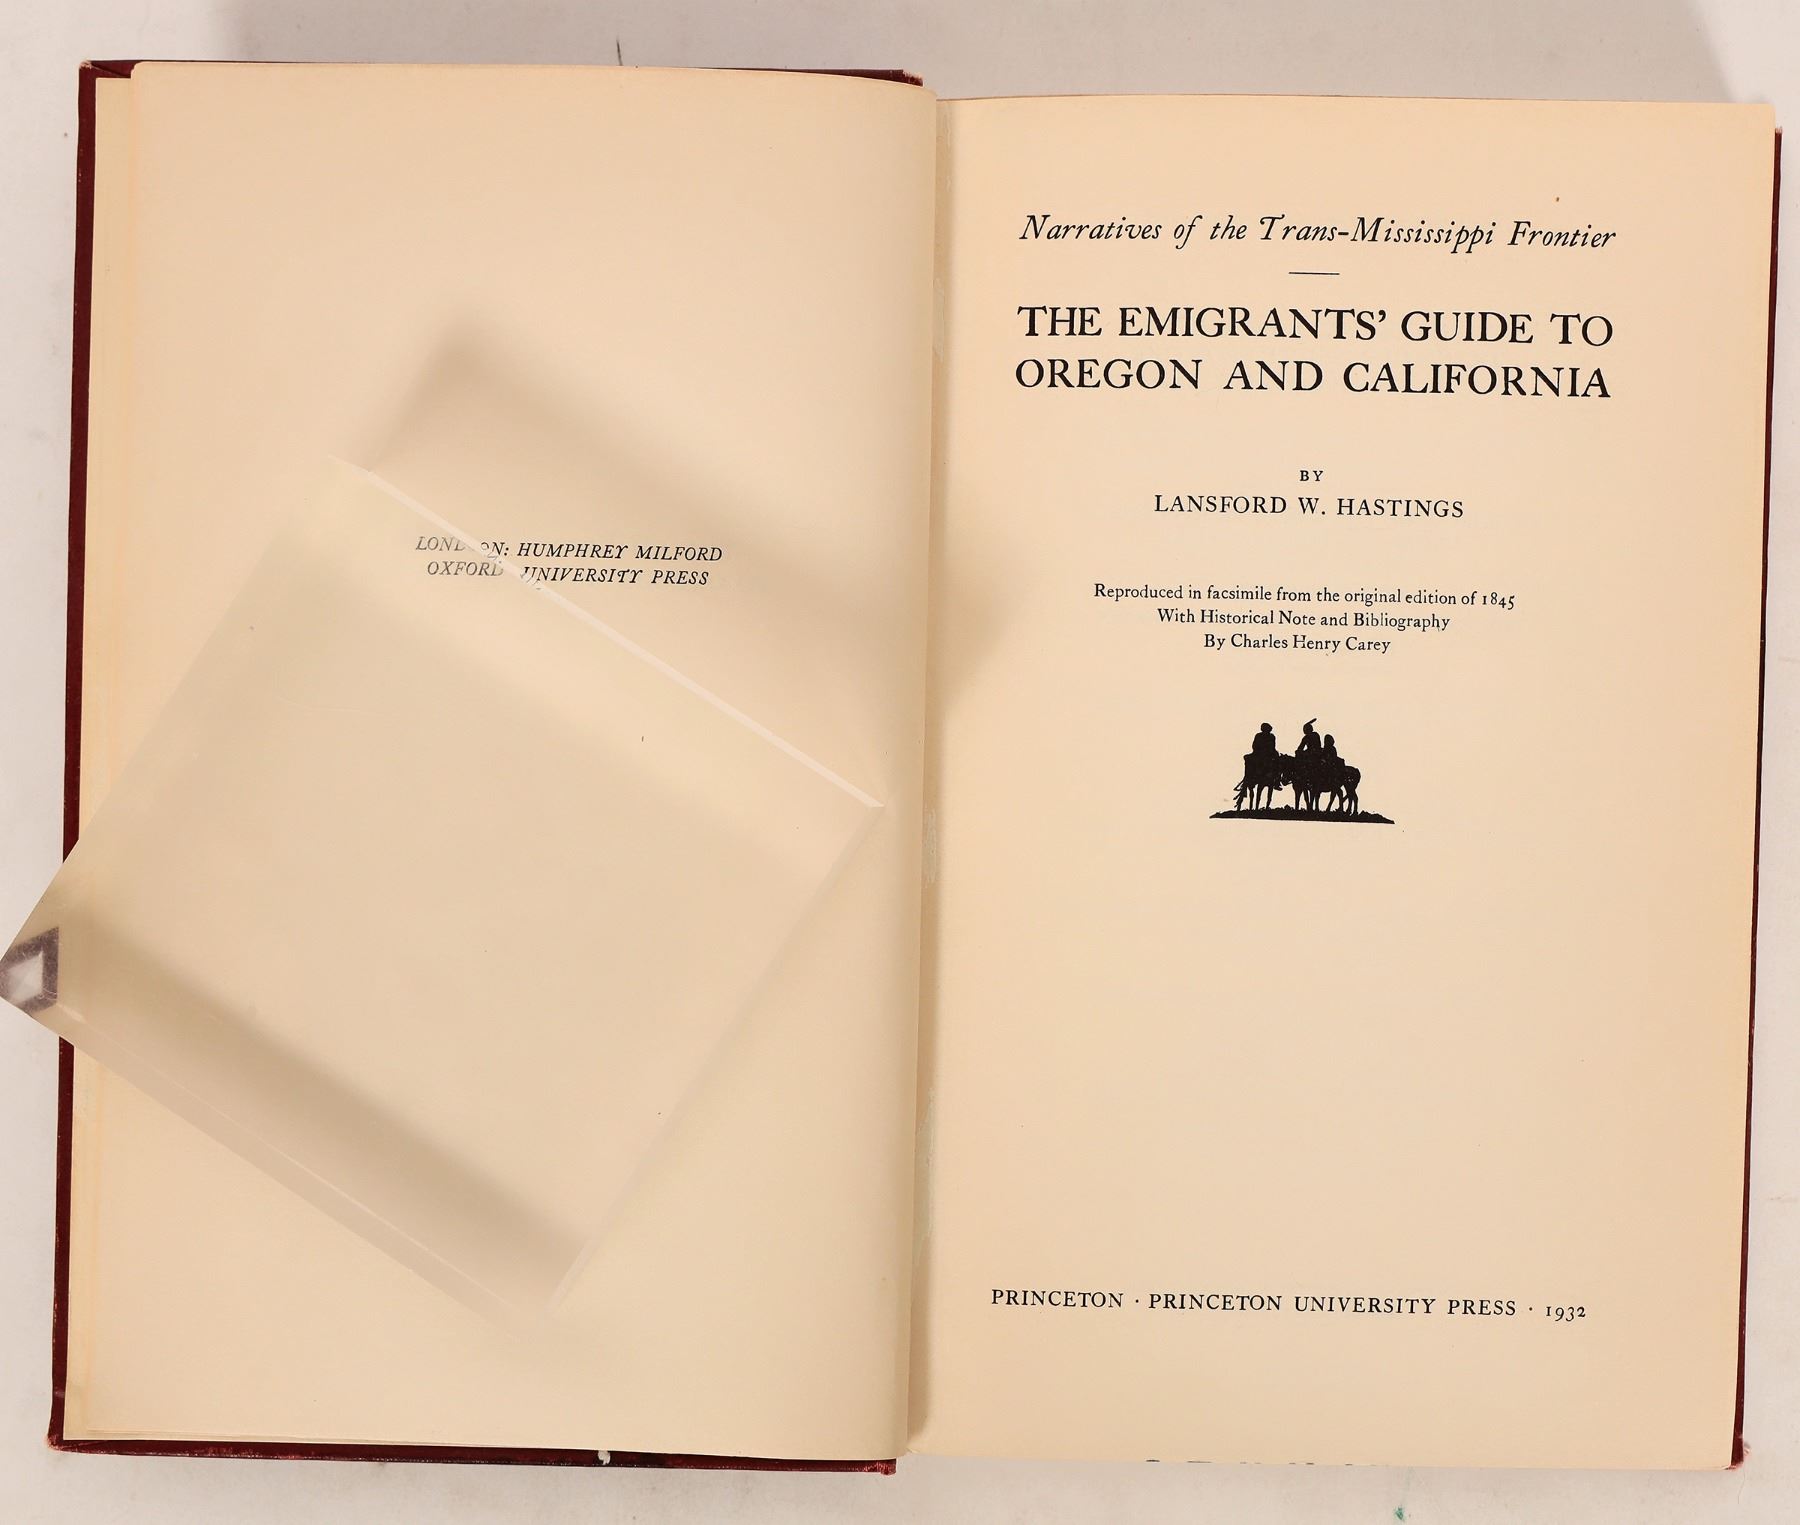 LONDON: HUMPHREY MILFORD
OXFORD UNIVERSITY PRESS
Narratives of the Trans-Mississippi Frontier
THE EMIGRANTS' GUIDE TO
OREGON AND CALIFORNIA
BY
LANSFORD W. HASTINGS
Reproduced in facsimile from the original edition of 1845
With Historical Note and Bibliography
By Charles Henry Carey
PRINCETON · PRINCETON UNIVERSITY PRESS · 1932